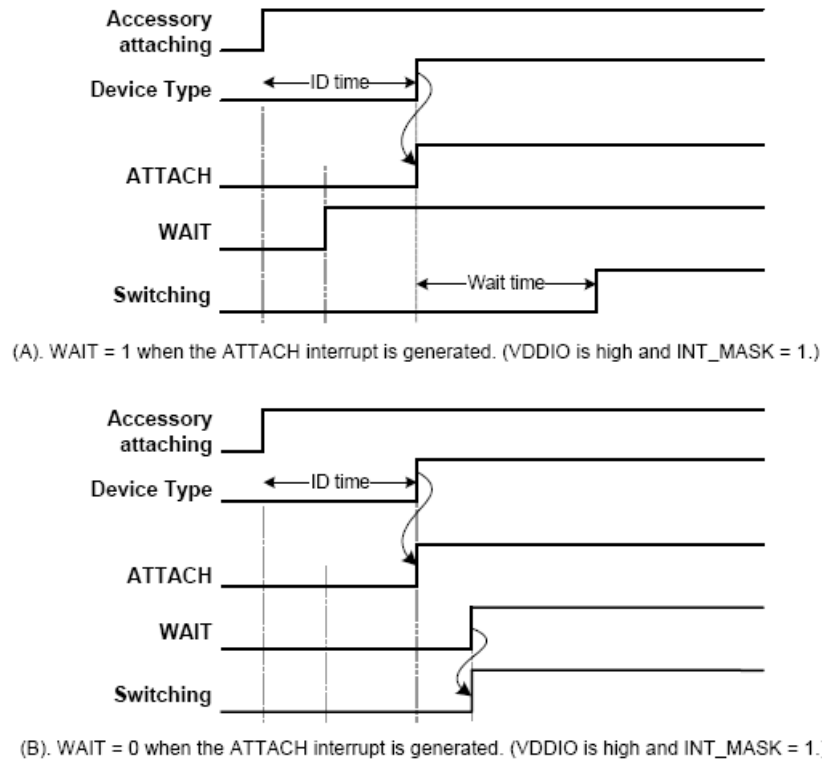 Accessory
attaching
Device Type
ID time
ATTACH
WAIT
Switching
Wait time
(A). WAIT = 1 when the ATTACH interrupt is generated. (VDDIO is high and INT_MASK = 1.)
Accessory
attaching
Device Type
ID time
ATTACH
WAIT
Switching
(B). WAIT = 0 when the ATTACH interrupt is generated. (VDDIO is high and INT_MASK = 1.